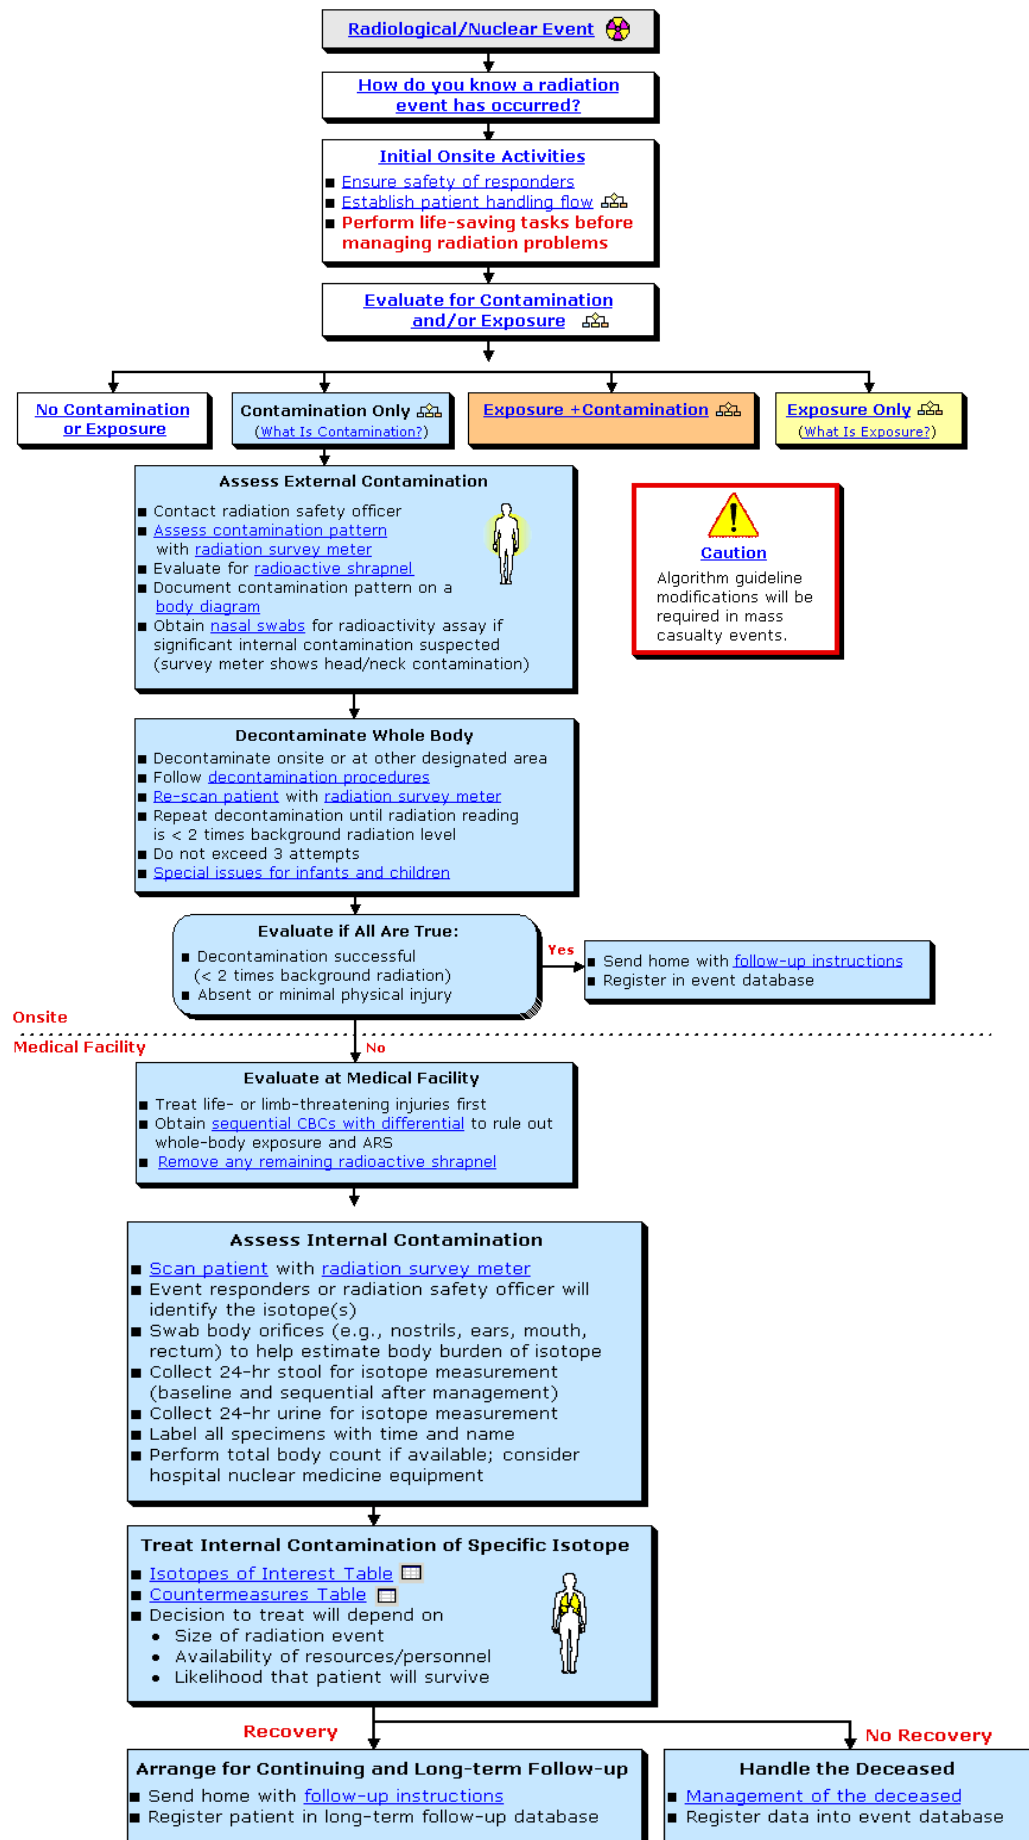 Radiological/Nuclear Event
How do you know a radiation
event has occurred?
Initial Onsite Activities
■ Ensure safety of responders
■ Establish patient handling flow
■ Perform life-saving tasks before
managing radiation problems
Evaluate for Contamination
and/or Exposure
No Contamination
or Exposure
Contamination Only
(What Is Contamination?)
Exposure +Contamination
Exposure Only
(What Is Exposure?)
Assess External Contamination
■ Contact radiation safety officer
■ Assess contamination pattern
with radiation survey meter
■ Evaluate for radioactive shrapnel
■ Document contamination pattern on a
body diagram
■ Obtain nasal swabs for radioactivity assay if
significant internal contamination suspected
(survey meter shows head/neck contamination)
Caution
Algorithm guideline
modifications will be
required in mass
casualty events.
Decontaminate Whole Body
■ Decontaminate onsite or at other designated area
■ Follow decontamination procedures
■ Re-scan patient with radiation survey meter
■ Repeat decontamination until radiation reading
is < 2 times background radiation level
■ Do not exceed 3 attempts
■ Special issues for infants and children
Evaluate if All Are True:
■ Decontamination successful
(< 2 times background radiation)
■ Absent or minimal physical injury
Yes
■ Send home with follow-up instructions
■ Register in event database
Onsite
Medical Facility
No
Evaluate at Medical Facility
■ Treat life- or limb-threatening injuries first
■ Obtain sequential CBCs with differential to rule out
whole-body exposure and ARS
■ Remove any remaining radioactive shrapnel
Assess Internal Contamination
■ Scan patient with radiation survey meter
■ Event responders or radiation safety officer will
identify the isotope(s)
■ Swab body orifices (e.g., nostrils, ears, mouth,
rectum) to help estimate body burden of isotope
■ Collect 24-hr stool for isotope measurement
(baseline and sequential after management)
■ Collect 24-hr urine for isotope measurement
■ Label all specimens with time and name
■ Perform total body count if available; consider
hospital nuclear medicine equipment
Treat Internal Contamination of Specific Isotope
■ Isotopes of Interest Table
■ Countermeasures Table
■ Decision to treat will depend on
• Size of radiation event
• Availability of resources/personnel
• Likelihood that patient will survive
Recovery
No Recovery
Arrange for Continuing and Long-term Follow-up
■ Send home with follow-up instructions
■ Register patient in long-term follow-up database
Handle the Deceased
■ Management of the deceased
■ Register data into event database